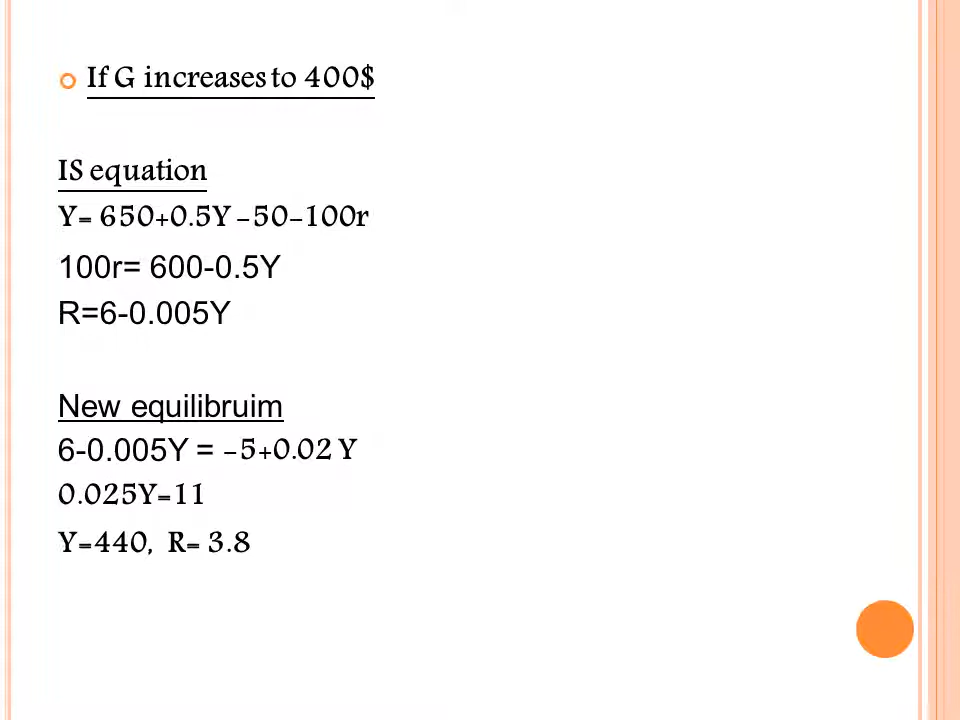 If G increases to 400$
IS equation
Y= 650+0.5Y -50-100r
100r= 600-0.5Y
R=6-0.005Y
New equilibruim
6-0.005Y = -5+0.02 Y
0.025Y=11
Y=440, R= 3.8